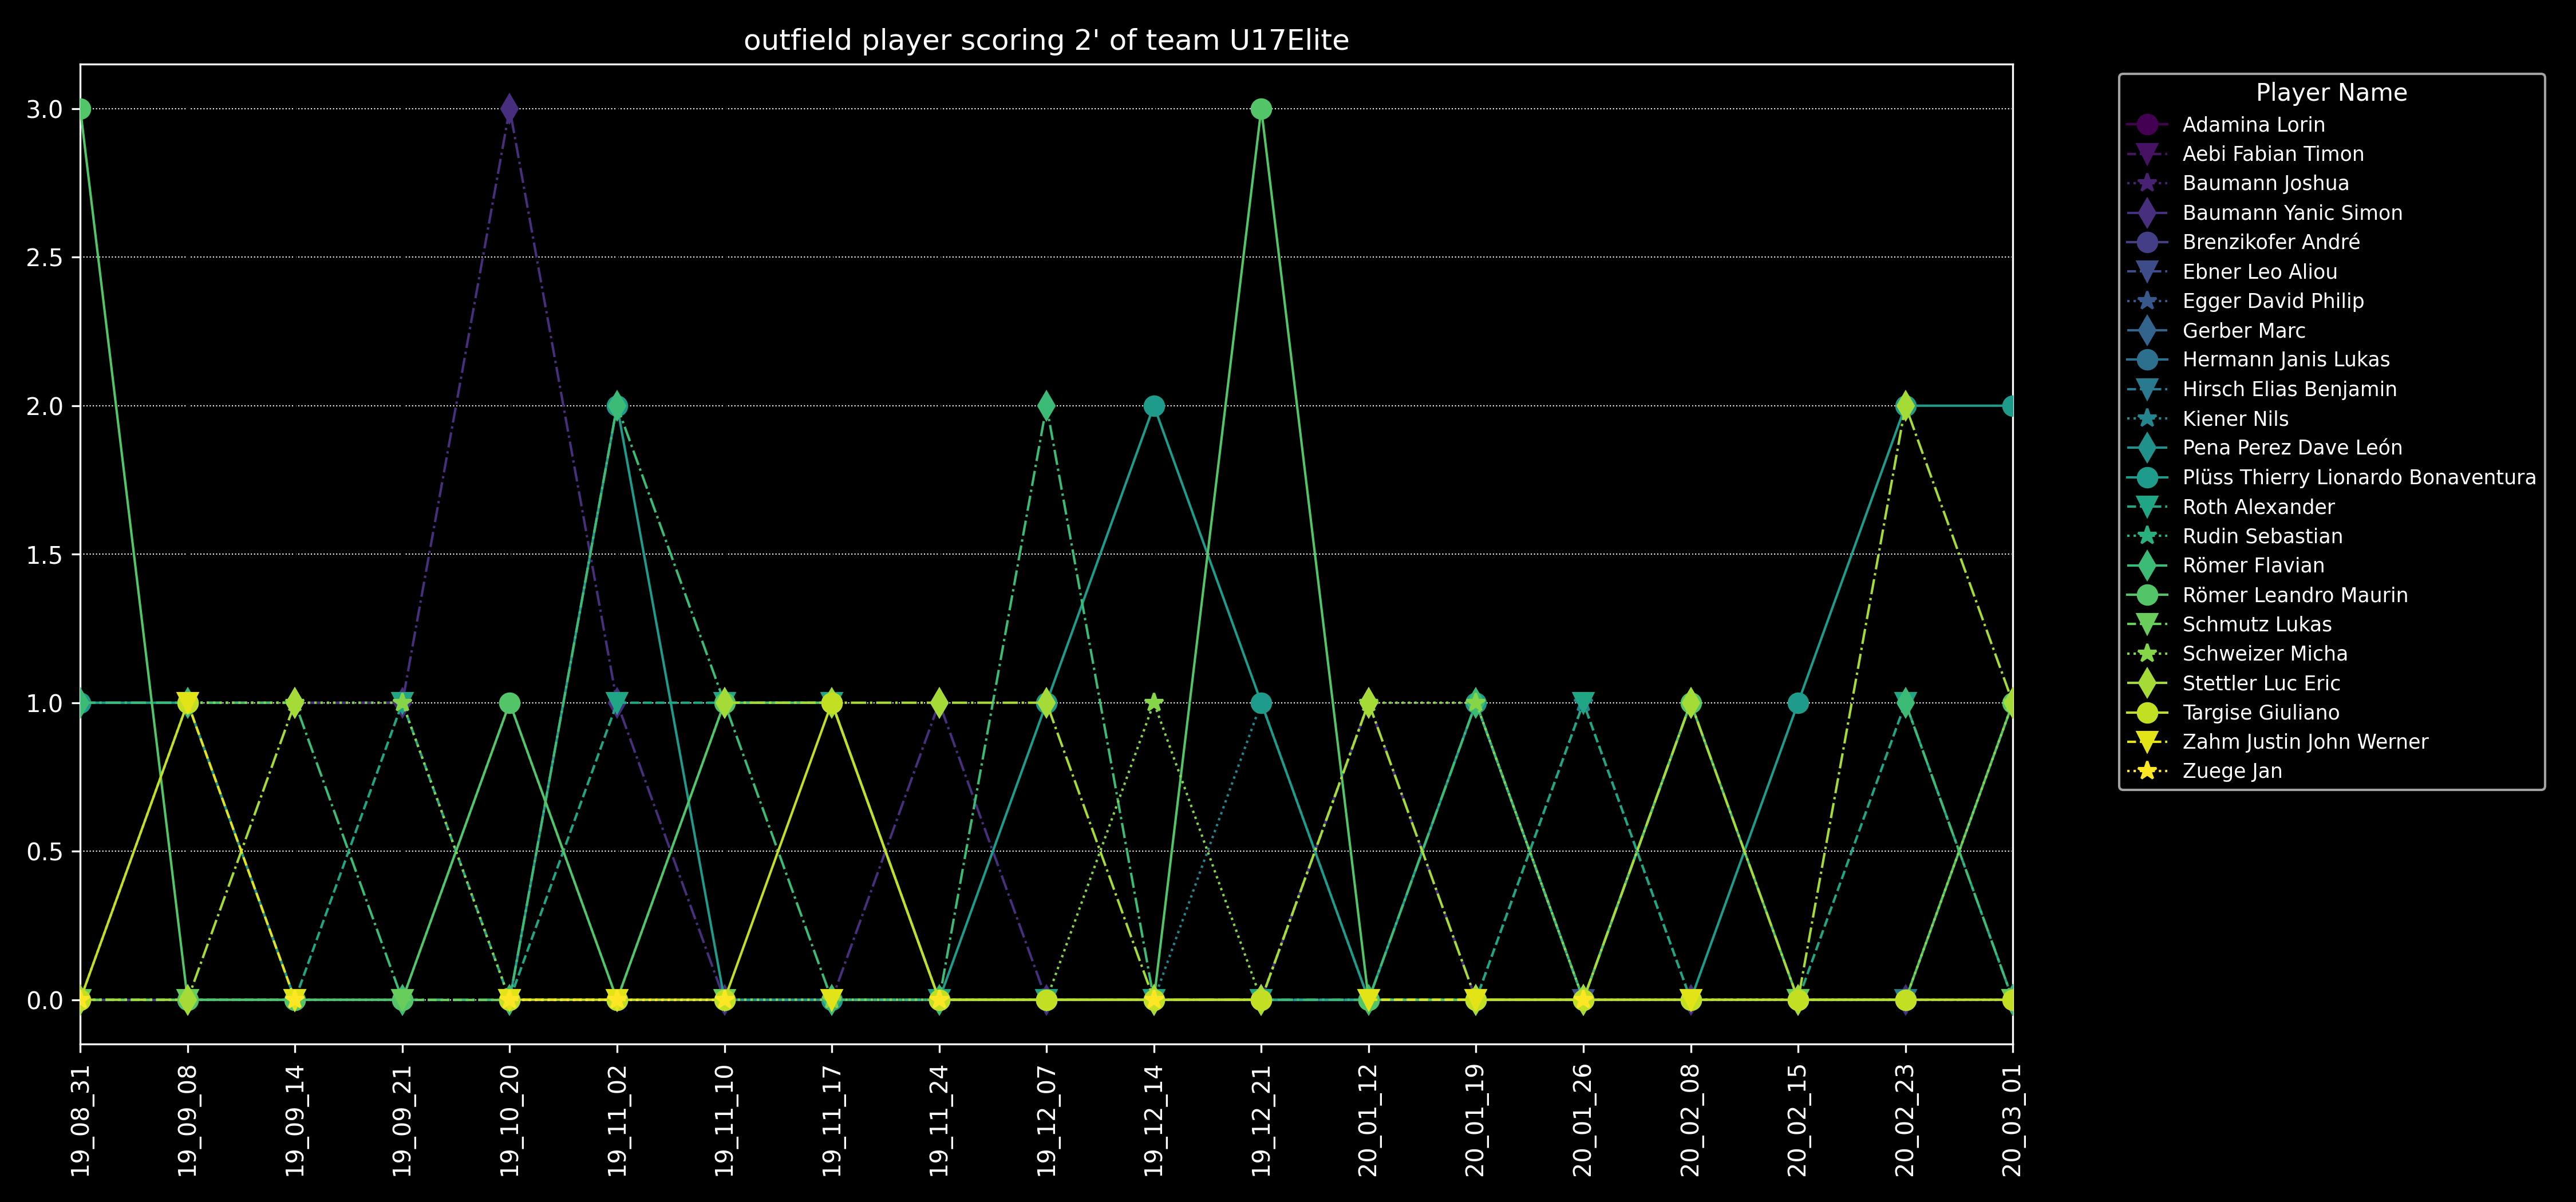 outfield player scoring 2' of team U17Elite
3.0
2.5
2.0
1.5
1.0
0.5
0.0
19_08_31
19_09_08
19_09_14
19_09_21
19_10_20
19_11_02
19_11_10
19_11_17
19_11_24
19_12_07
19_12_14
19_12_21
20_01_12
20_01_19
20_01_26
20_02_08
20_02_15
20_02_23
20_03_01
Player Name
Adamina Lorin
Aebi Fabian Timon
Baumann Joshua
Baumann Yanic Simon
Brenzikofer André
Ebner Leo Aliou
Egger David Philip
Gerber Marc
Hermann Janis Lukas
Hirsch Elias Benjamin
Kiener Nils
Pena Perez Dave León
Plüss Thierry Lionardo Bonaventura
Roth Alexander
Rudin Sebastian
Römer Flavian
Römer Leandro Maurin
Schmutz Lukas
Schweizer Micha
Stettler Luc Eric
Targise Giuliano
Zahm Justin John Werner
Zuege Jan